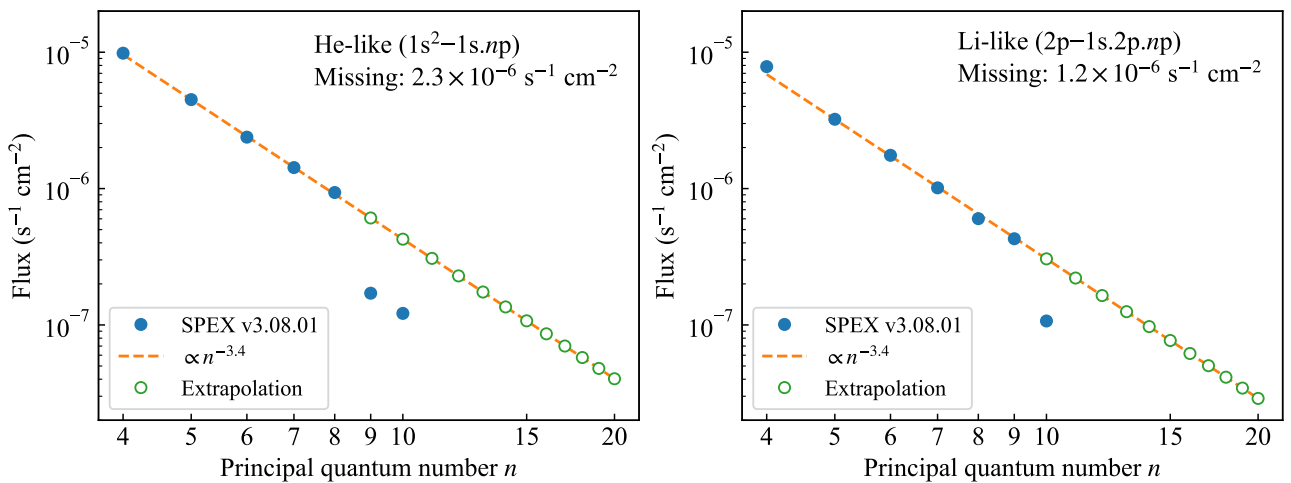 He-like (1s²−1s.np)
Missing: 2.3 × 10⁻⁶ s⁻¹ cm⁻²
10⁻⁵
10⁻⁶
10⁻⁷
Flux (s⁻¹ cm⁻²)
SPEX v3.08.01
∝n⁻³·⁴
Extrapolation
4 5 6 7 8 9 10 15 20
Principal quantum number n
Li-like (2p−1s.2p.np)
Missing: 1.2 × 10⁻⁶ s⁻¹ cm⁻²
10⁻⁵
10⁻⁶
10⁻⁷
Flux (s⁻¹ cm⁻²)
SPEX v3.08.01
∝n⁻³·⁴
Extrapolation
4 5 6 7 8 9 10 15 20
Principal quantum number n